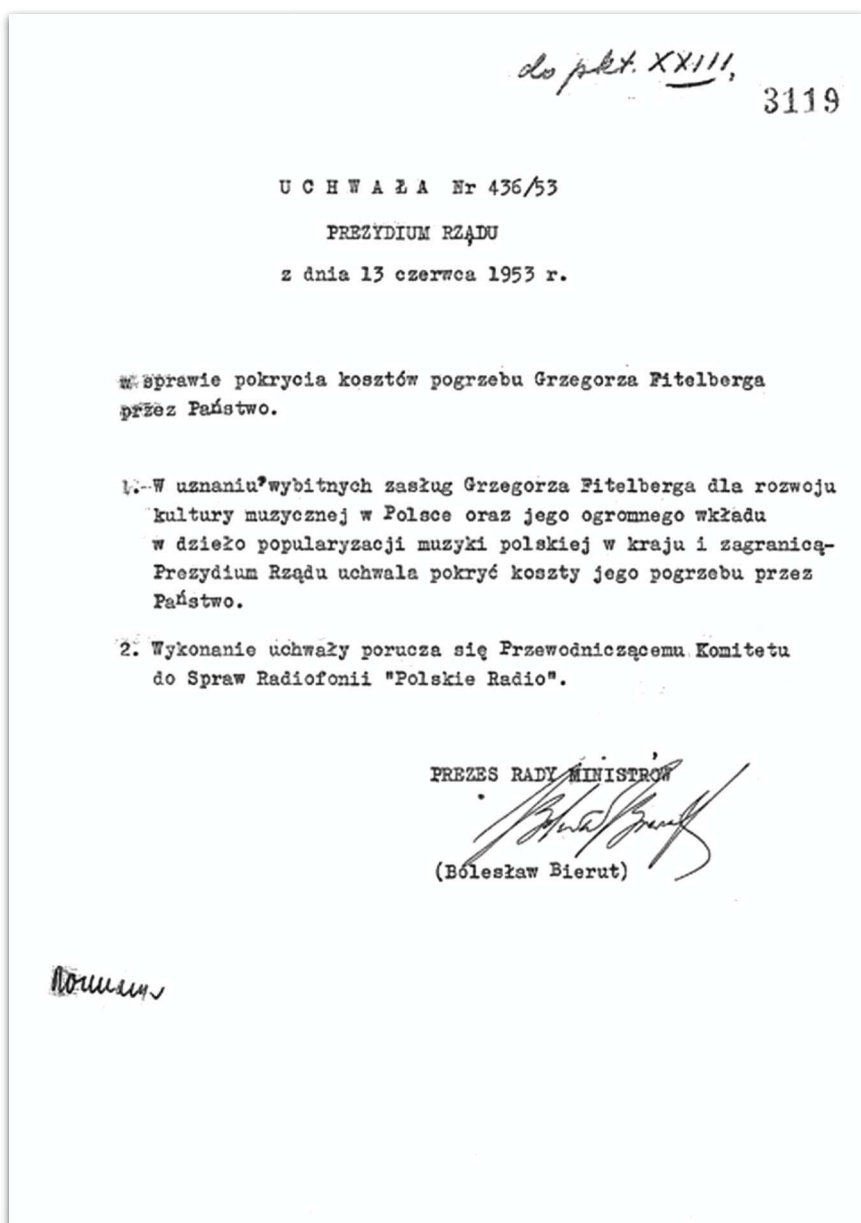 do pkt. XXIII,
3119
U C H W A Ł A Nr 436/53
PREZYDIUM RZĄDU
z dnia 13 czerwca 1953 r.
w sprawie pokrycia kosztów pogrzebu Grzegorza Fitelberga
przez Państwo.
1. W uznaniu wybitnych zasług Grzegorza Fitelberga dla rozwoju
kultury muzycznej w Polsce oraz jego ogromnego wkładu
w dzieło popularyzacji muzyki polskiej w kraju i zagranicą-
Prezydium Rządu uchwala pokryć koszty jego pogrzebu przez
Państwo.
2. Wykonanie uchwały porucza się Przewodniczącemu Komitetu
do Spraw Radiofonii "Polskie Radio".
PREZES RADY MINISTRÓW
(Bolesław Bierut)